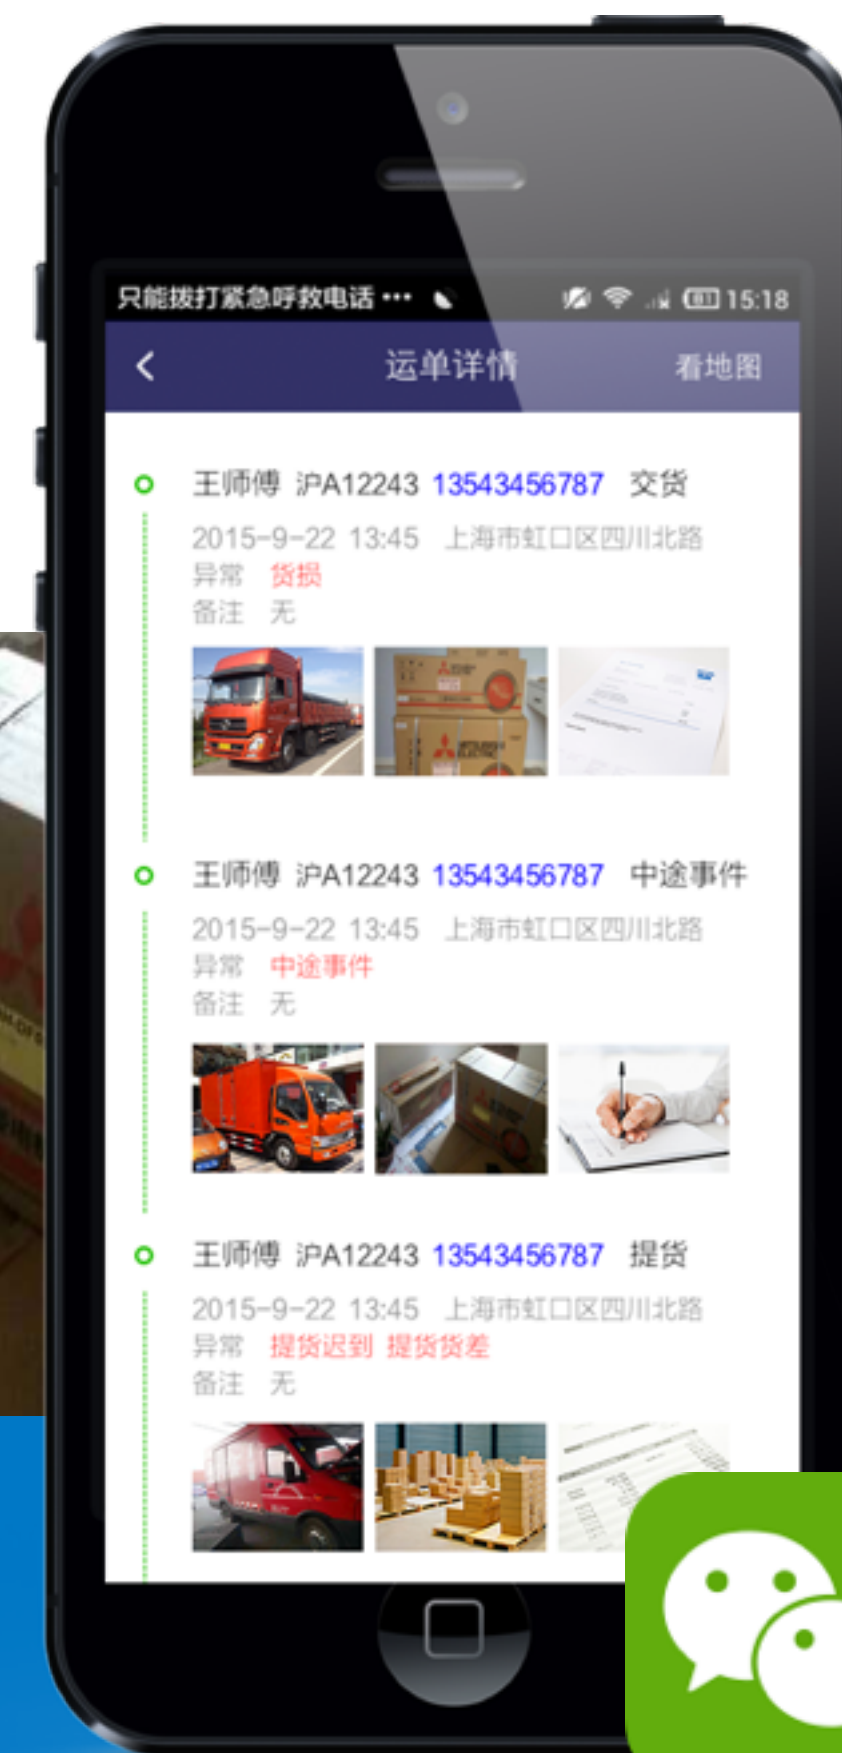 只能拨打紧急呼救电话 ••• 81 15:18
运单详情 看地图
王师傅 沪A12243 13543456787 交货
2015-9-22 13:45 上海市虹口区四川北路
异常 货损
备注 无
王师傅 沪A12243 13543456787 中途事件
2015-9-22 13:45 上海市虹口区四川北路
异常 中途事件
备注 无
王师傅 沪A12243 13543456787 提货
2015-9-22 13:45 上海市虹口区四川北路
异常 提货迟到 提货货差
备注 无